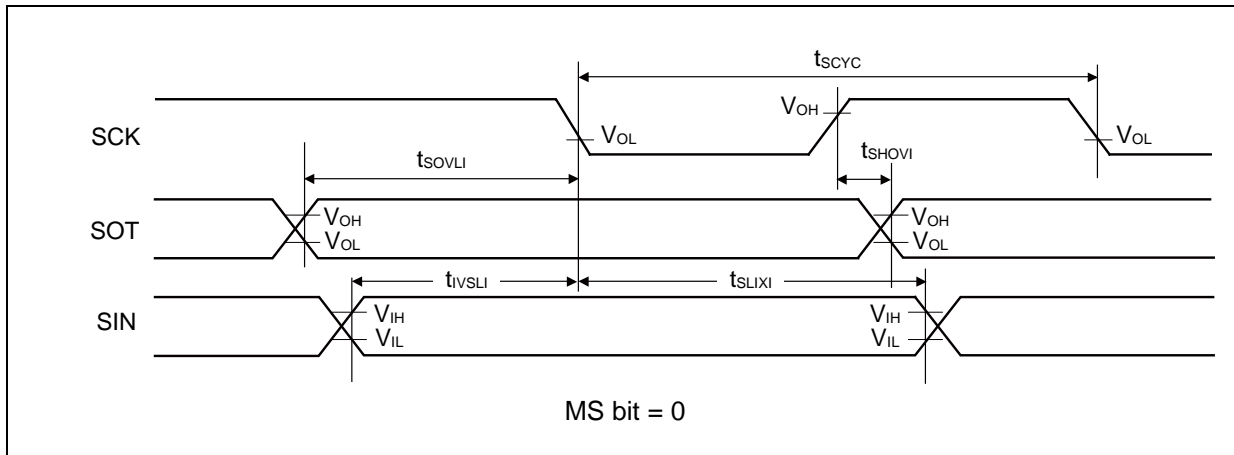 tSCYC
SCK
VOH
VOL
VOL
tSOVLI
tSHOVI
SOT
VOH
VOL
VOH
VOL
tIVSLI
tSLIXI
SIN
VIH
VIL
VIH
VIL
MS bit = 0